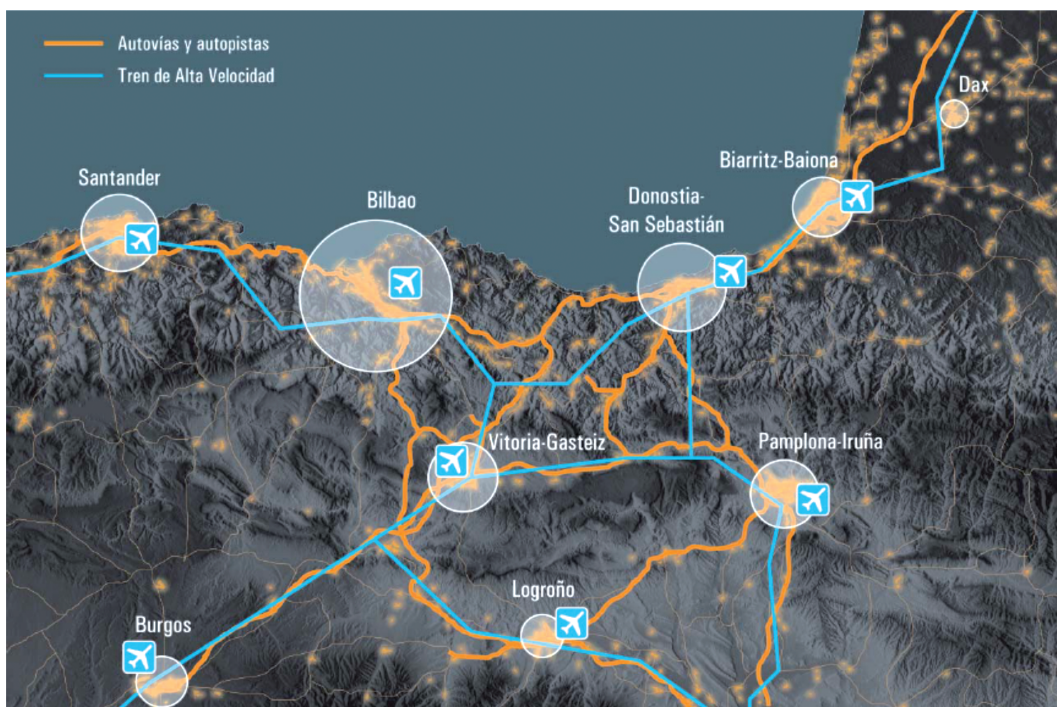 Autovías y autopistas
Tren de Alta Velocidad
Dax
Biarritz-Baiona
Santander
Bilbao
Donostia-
San Sebastián
Vitoria-Gasteiz
Pamplona-Iruña
Logroño
Burgos